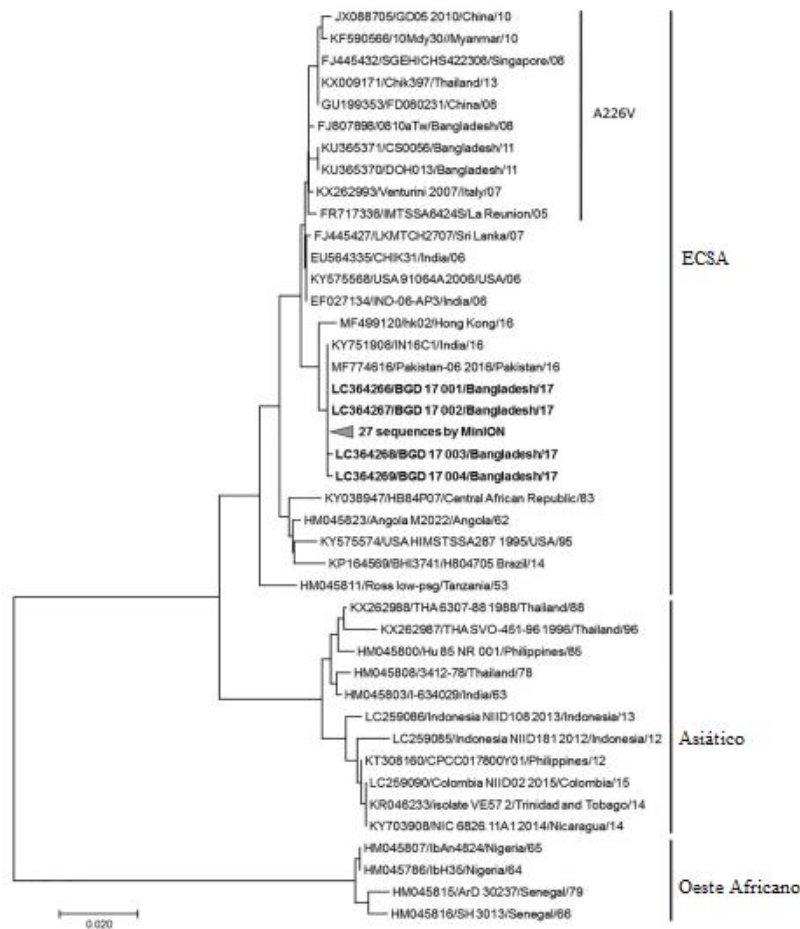 JX088705/GD05 2010/China/10
KF590566/10Mdy30//Myanmar/10
FJ445432/SGEHICHS422308/Singapore/08
KX009171/Chik397/Thailand/13
GU199353/FD080231/China/08
A226V
FJ807898/0810aTw/Bangladesh/08
KU365371/CS0056/Bangladesh/11
KU365370/DOH013/Bangladesh/11
KX262993/Venturini 2007/Italy/07
FR717336/IMTSSA6424S/La Reunion/05
FJ445427/LKMTCH2707/Sri Lanka/07
ECSA
EU564335/CHIK31/India/06
KY575568/USA 91064A2006/USA/06
EF027134/IND-06-AP3/India/06
MF499120/hk02/Hong Kong/16
KY751908/IN16C1/India/16
MF774616/Pakistan-06 2016/Pakistan/16
LC364266/BGD 17 001/Bangladesh/17
LC364267/BGD 17 002/Bangladesh/17
27 sequences by MinION
LC364268/BGD 17 003/Bangladesh/17
LC364269/BGD 17 004/Bangladesh/17
KY038947/HB84P07/Central African Republic/83
HM045823/Angola M2022/Angola/62
KY575574/USA HIMSTSSA287 1995/USA/95
KP164569/BHI3741/H804705 Brazil/14
HM045811/Ross low-psg/Tanzania/53
KX262988/THA 6307-88 1988/Thailand/88
KX262987/THA SVO-451-96 1996/Thailand/96
HM045800/Hu 85 NR 001/Philippines/85
HM045808/3412-78/Thailand/78
HM045803/I-634029/India/63
LC259086/Indonesia NIID108 2013/Indonesia/13
LC259085/Indonesia NIID181 2012/Indonesia/12
Asiático
KT308160/CPCC017800Y01/Philippines/12
LC259090/Colombia NIID02 2015/Colombia/15
KR046233/isolate VE57 2/Trinidad and Tobago/14
KY703908/NIC 6826.11A1 2014/Nicaragua/14
HM045807/IbAn4824/Nigeria/65
HM045786/IbH35/Nigeria/64
Oeste Africano
HM045815/ArD 30237/Senegal/79
HM045816/SH 3013/Senegal/66
0.020